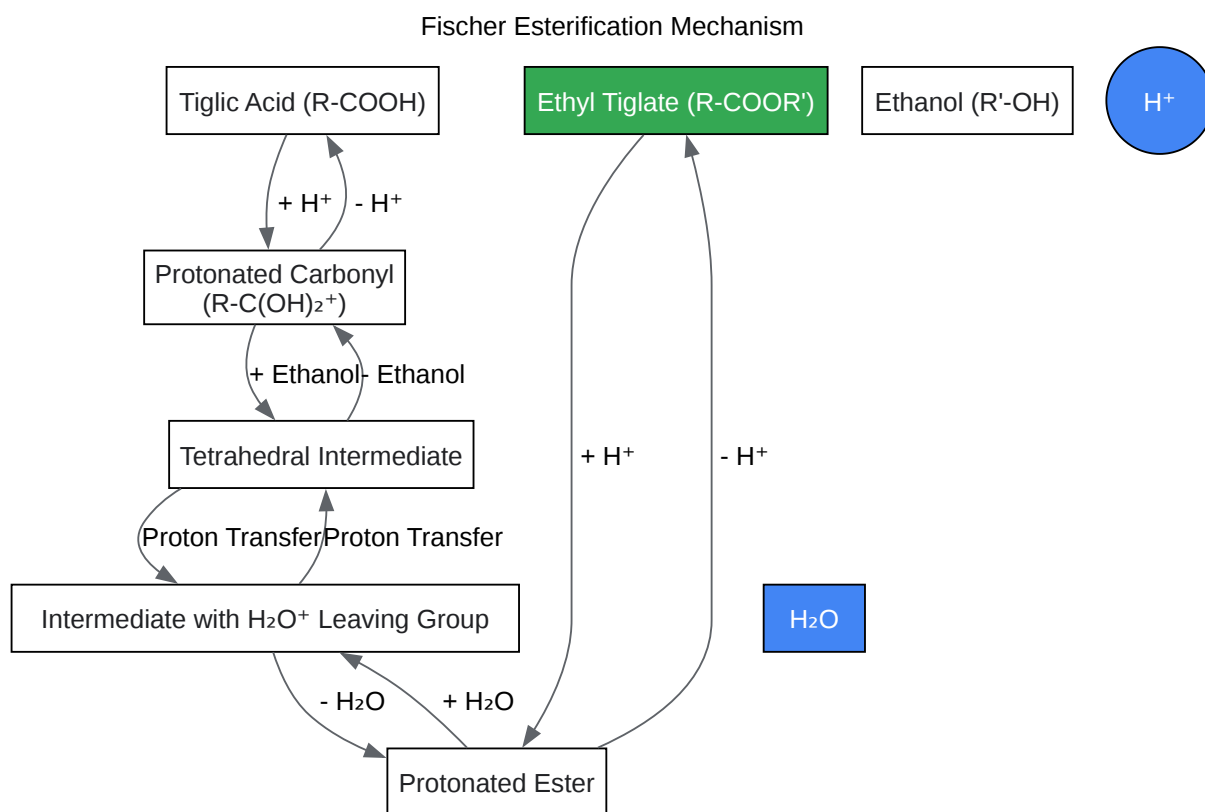 Fischer Esterification Mechanism
Tiglic Acid (R-COOH)
Ethyl Tiglate (R-COOR')
Ethanol (R'-OH)
H⁺
+ H⁺
- H⁺
Protonated Carbonyl
(R-C(OH)₂⁺)
+ Ethanol
- Ethanol
Tetrahedral Intermediate
+ H⁺
- H⁺
Proton Transfer
Proton Transfer
Intermediate with H₂O⁺ Leaving Group
H₂O
- H₂O
+ H₂O
Protonated Ester